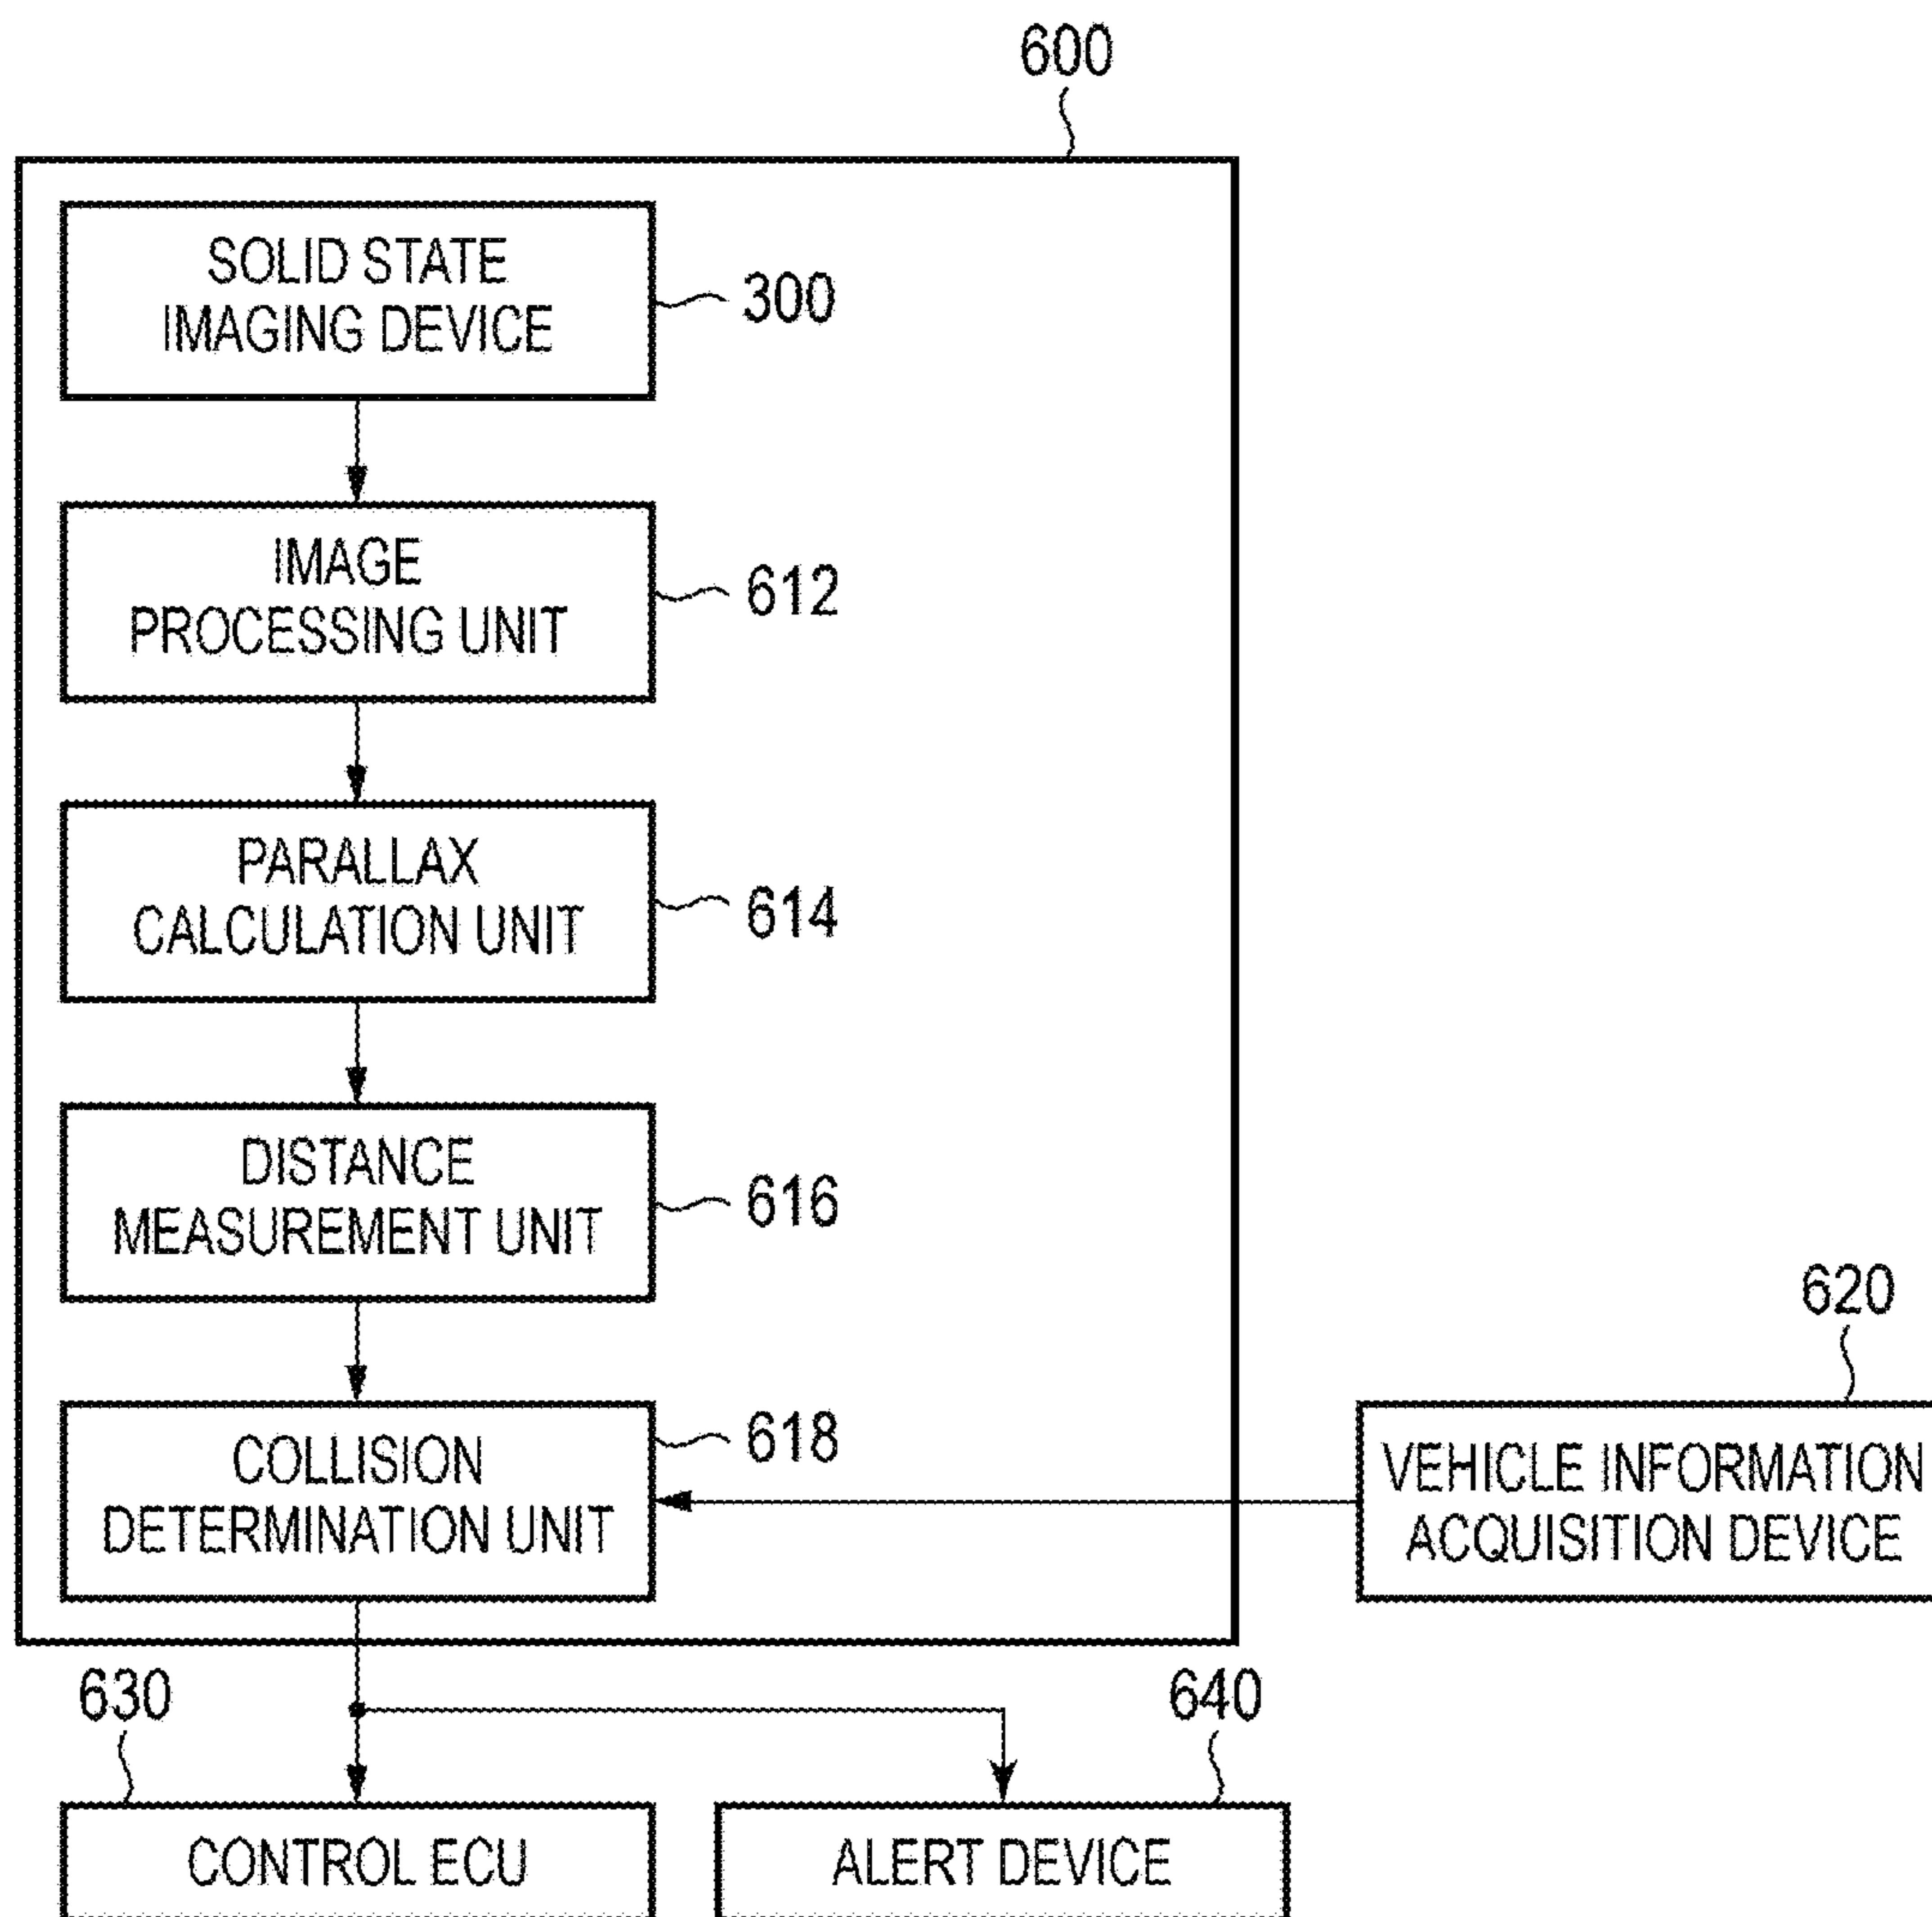 600
SOLID STATE
IMAGING DEVICE
300
IMAGE
PROCESSING UNIT
612
PARALLAX
CALCULATION UNIT
614
DISTANCE
MEASUREMENT UNIT
616
620
COLLISION
DETERMINATION UNIT
618
VEHICLE INFORMATION
ACQUISITION DEVICE
630
640
CONTROL ECU
ALERT DEVICE